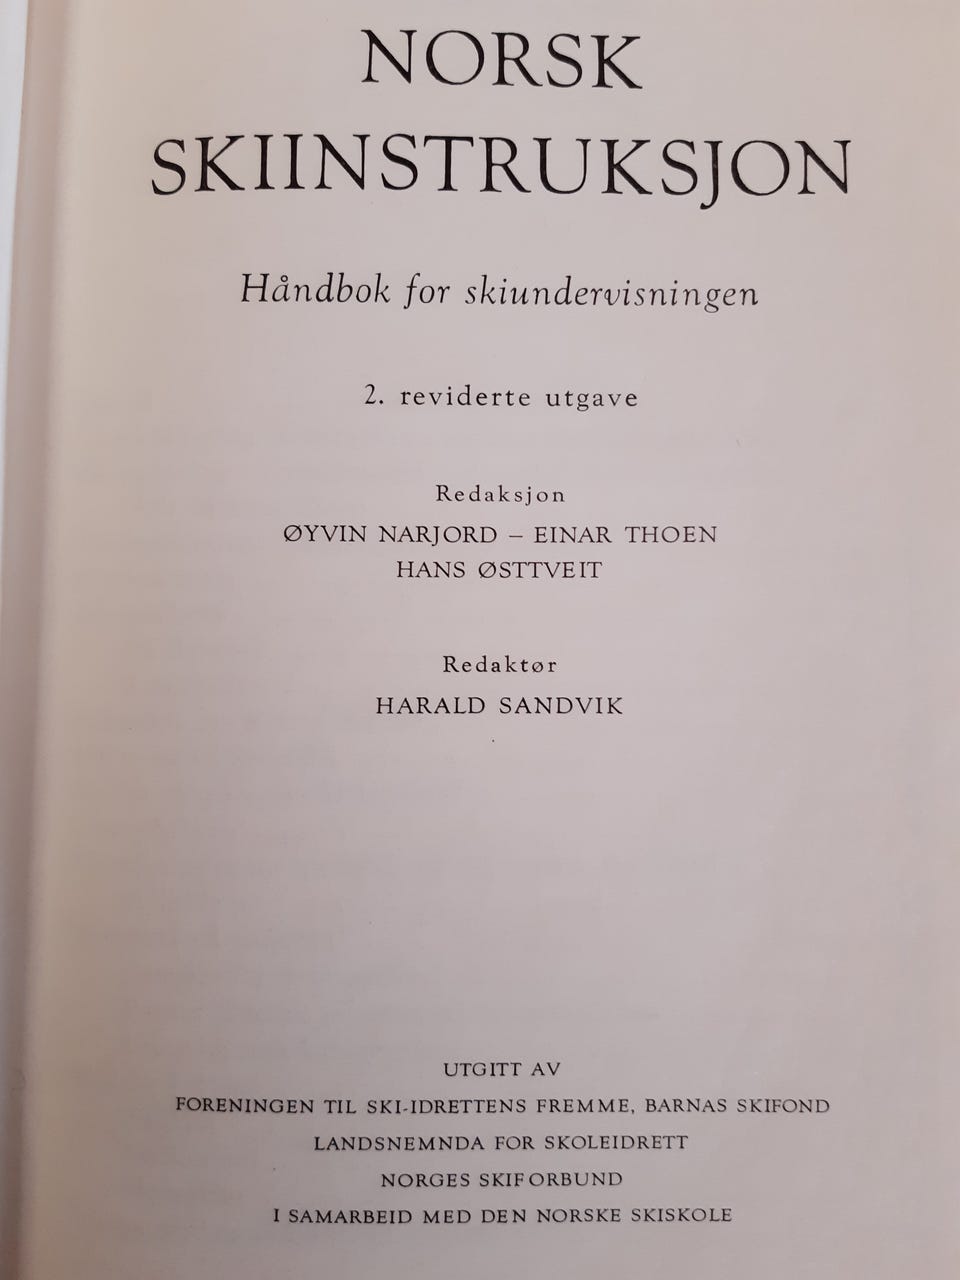 NORSK
SKIINSTRUKSJON
Håndbok for skiundervisningen
2. reviderte utgave
Redaksjon
ØYVIN NARJORD – EINAR THOEN
HANS ØSTTVEIT
Redaktør
HARALD SANDVIK
UTGITT AV
FORENINGEN TIL SKI-IDRETTENS FREMME, BARNAS SKIFOND
LANDSNEMNDA FOR SKOLEIDRETT
NORGES SKIFORBUND
I SAMARBEID MED DEN NORSKE SKISKOLE